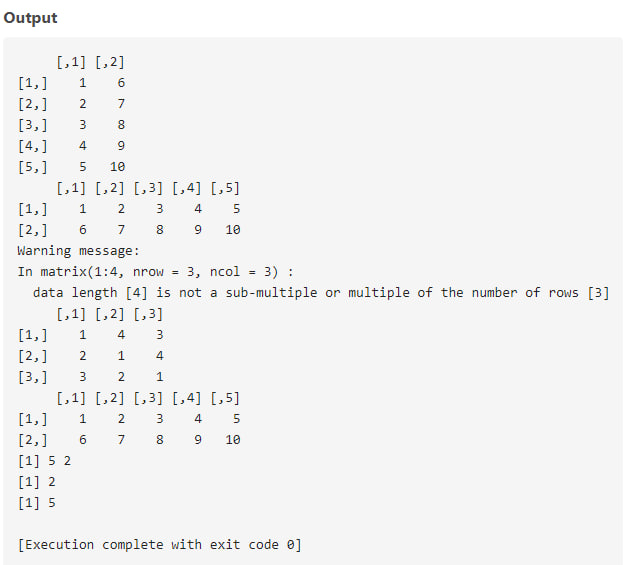 Output
     [,1] [,2]
[1,]    1    6
[2,]    2    7
[3,]    3    8
[4,]    4    9
[5,]    5   10
     [,1] [,2] [,3] [,4] [,5]
[1,]    1    2    3    4    5
[2,]    6    7    8    9   10
Warning message:
In matrix(1:4, nrow = 3, ncol = 3) :
  data length [4] is not a sub-multiple or multiple of the number of rows [3]
     [,1] [,2] [,3]
[1,]    1    4    3
[2,]    2    1    4
[3,]    3    2    1
     [,1] [,2] [,3] [,4] [,5]
[1,]    1    2    3    4    5
[2,]    6    7    8    9   10
[1] 5 2
[1] 2
[1] 5
[Execution complete with exit code 0]